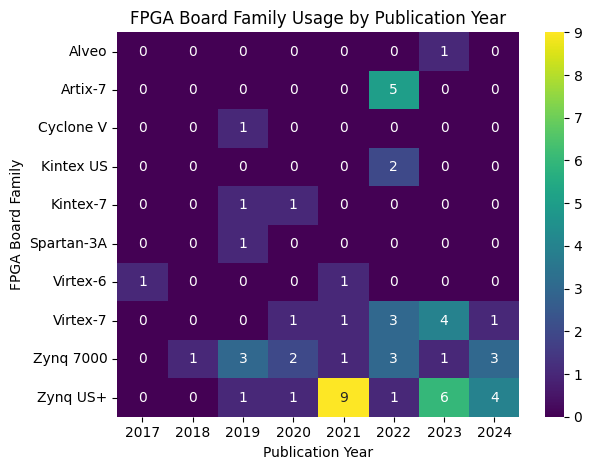 FPGA Board Family Usage by Publication Year
FPGA Board Family
Alveo 0 0 0 0 0 0 1 0
Artix-7 0 0 0 0 0 5 0 0
Cyclone V 0 0 1 0 0 0 0 0
Kintex US 0 0 0 0 0 2 0 0
Kintex-7 0 0 1 1 0 0 0 0
Spartan-3A 0 0 1 0 0 0 0 0
Virtex-6 1 0 0 0 1 0 0 0
Virtex-7 0 0 0 1 1 3 4 1
Zynq 7000 0 1 3 2 1 3 1 3
Zynq US+ 0 0 1 1 9 1 6 4
2017 2018 2019 2020 2021 2022 2023 2024
Publication Year
9
8
7
6
5
4
3
2
1
0